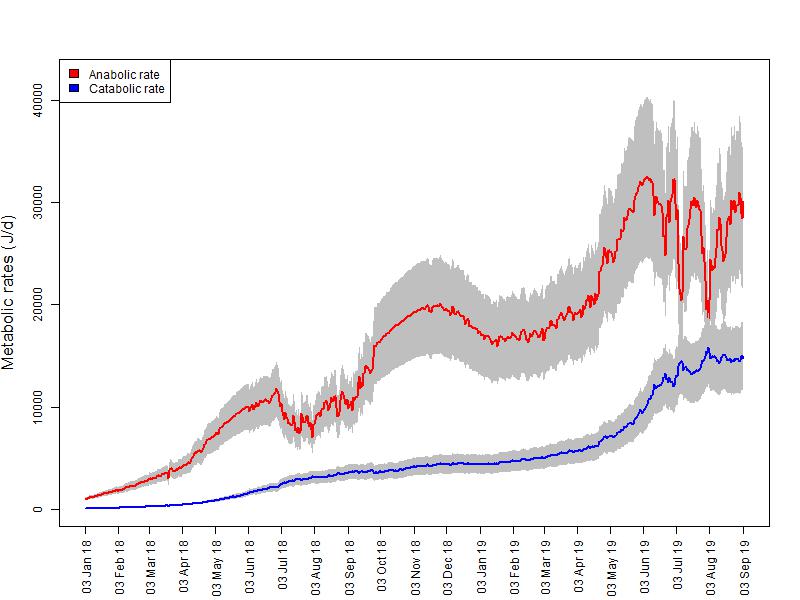 Anabolic rate
Catabolic rate
Metabolic rates (J/d)
40000
30000
20000
10000
0
03 Jan 18
03 Feb 18
03 Mar 18
03 Apr 18
03 May 18
03 Jun 18
03 Jul 18
03 Aug 18
03 Sep 18
03 Oct 18
03 Nov 18
03 Dec 18
03 Jan 19
03 Feb 19
03 Mar 19
03 Apr 19
03 May 19
03 Jun 19
03 Jul 19
03 Aug 19
03 Sep 19